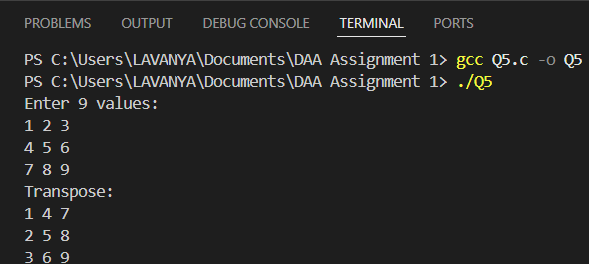 PROBLEMS OUTPUT DEBUG CONSOLE TERMINAL PORTS
PS C:\Users\LAVANYA\Documents\DAA Assignment 1> gcc Q5.c -o Q5
PS C:\Users\LAVANYA\Documents\DAA Assignment 1> ./Q5
Enter 9 values:
1 2 3
4 5 6
7 8 9
Transpose:
1 4 7
2 5 8
3 6 9